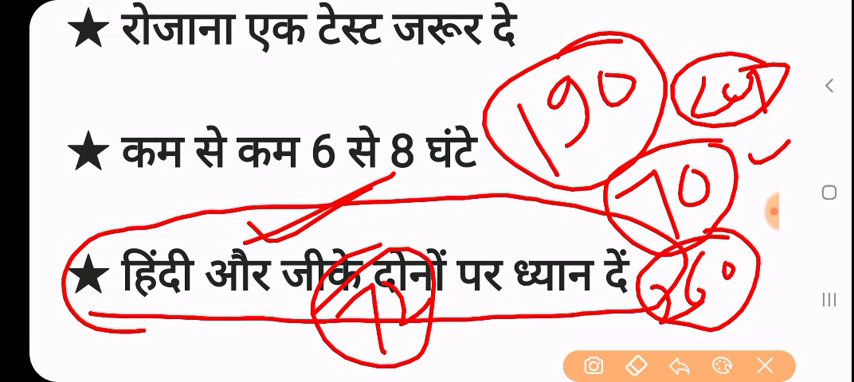 ★ रोजाना एक टेस्ट जरूर दे
★ कम से कम 6 से 8 घंटे
190
70
★ हिंदी और जीके दोनों पर ध्यान दें
260